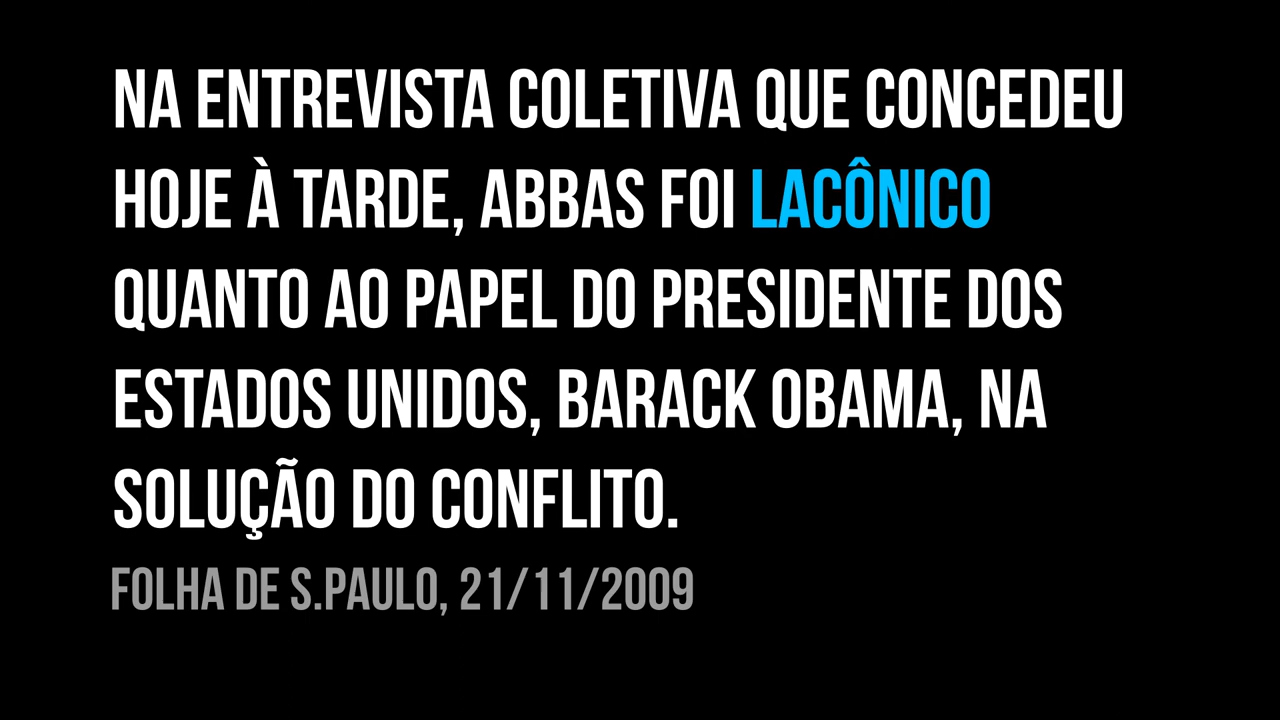 NA ENTREVISTA COLETIVA QUE CONCEDEU
HOJE À TARDE, ABBAS FOI LACÔNICO
QUANTO AO PAPEL DO PRESIDENTE DOS
ESTADOS UNIDOS, BARACK OBAMA, NA
SOLUÇÃO DO CONFLITO.
FOLHA DE S.PAULO, 21/11/2009